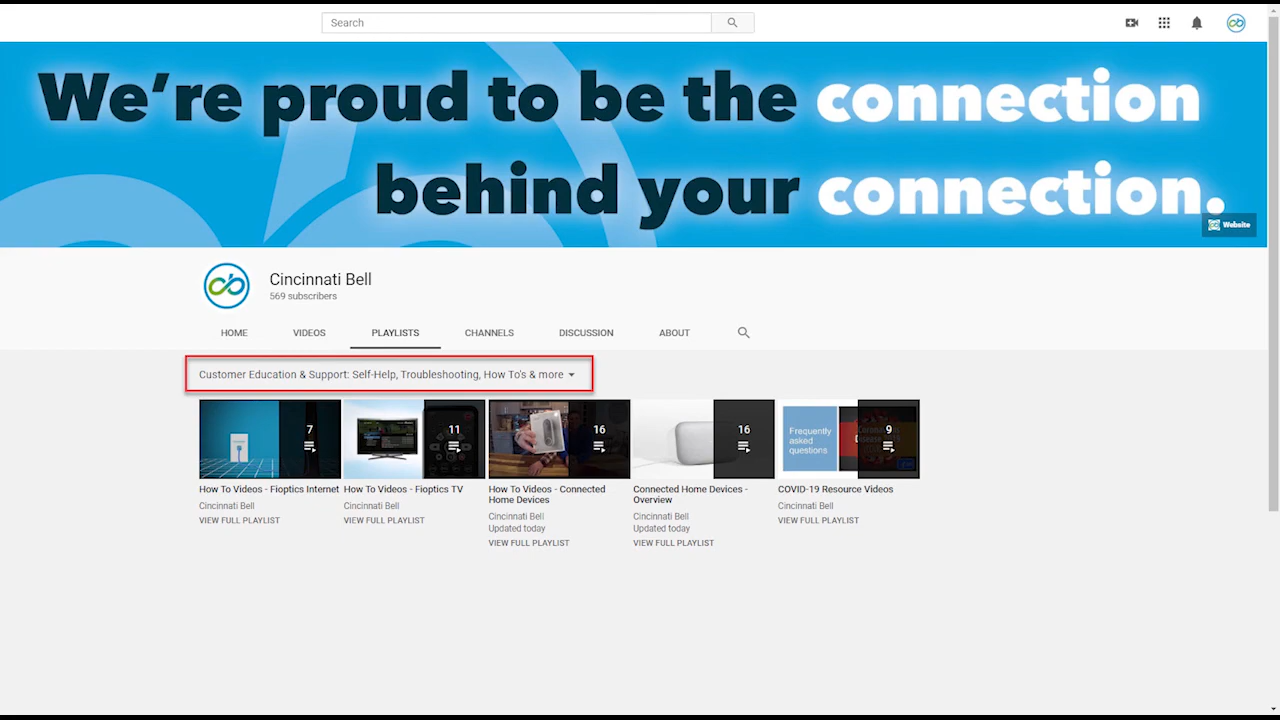 Search
We're proud to be the connection
behind your connection.
Website
Cincinnati Bell
569 subscribers
HOME
VIDEOS
PLAYLISTS
CHANNELS
DISCUSSION
ABOUT
Customer Education & Support: Self-Help, Troubleshooting, How To's & more
7
How To Videos - Fioptics Internet
Cincinnati Bell
VIEW FULL PLAYLIST
11
How To Videos - Fioptics TV
Cincinnati Bell
VIEW FULL PLAYLIST
16
How To Videos - Connected
Home Devices
Cincinnati Bell
Updated today
VIEW FULL PLAYLIST
16
Connected Home Devices -
Overview
Cincinnati Bell
Updated today
VIEW FULL PLAYLIST
Frequently
asked
questions
9
COVID-19 Resource Videos
Cincinnati Bell
VIEW FULL PLAYLIST